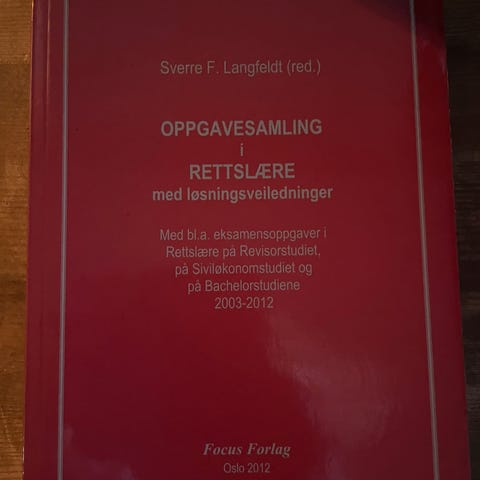 Sverre F. Langfeldt (red.)
OPPGAVESAMLING
i
RETTSLÆRE
med løsningsveiledninger
Med bl.a. eksamensoppgaver i
Rettslære på Revisorstudiet,
på Siviløkonomstudiet og
på Bachelorstudiene
2003-2012
Focus Forlag
Oslo 2012